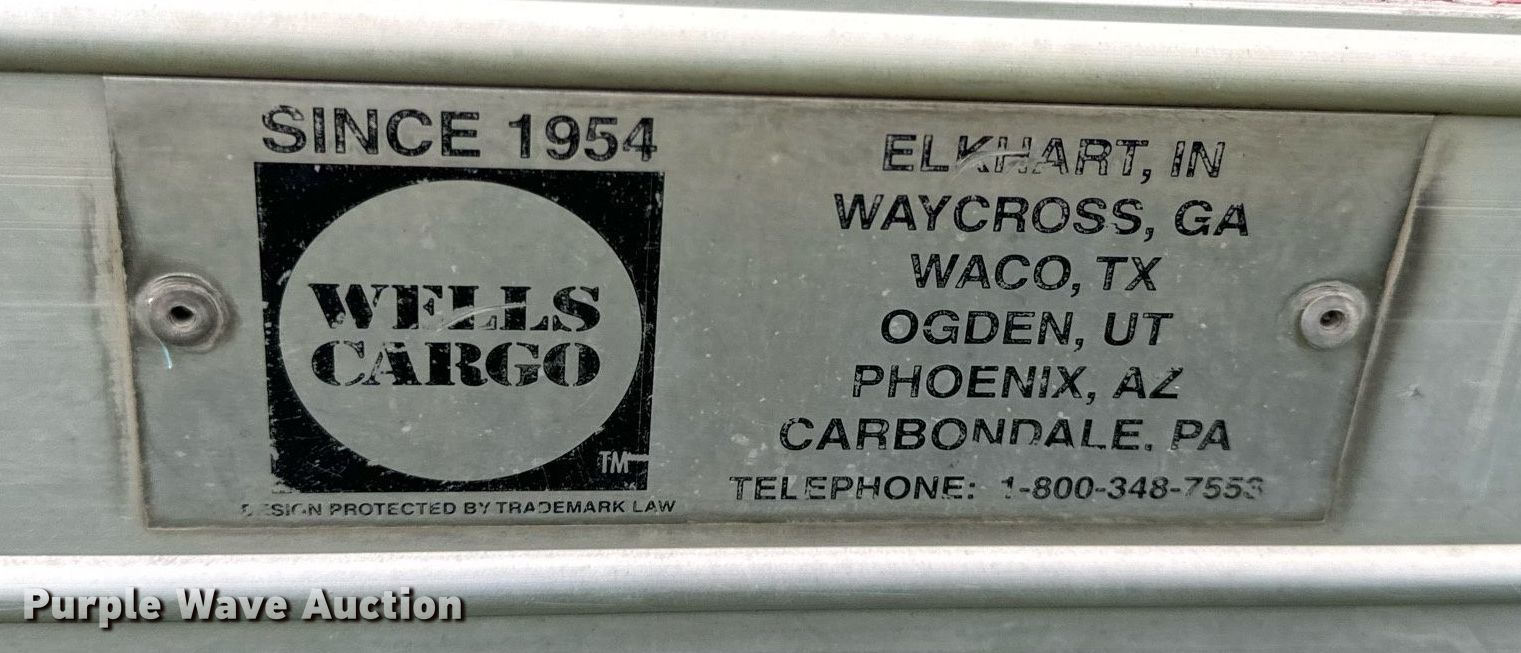 SINCE 1954
WELLS
CARGO
TM
DESIGN PROTECTED BY TRADEMARK LAW
ELKHART, IN
WAYCROSS, GA
WACO, TX
OGDEN, UT
PHOENIX, AZ
CARBONDALE, PA
TELEPHONE: 1-800-348-7553
Purple Wave Auction